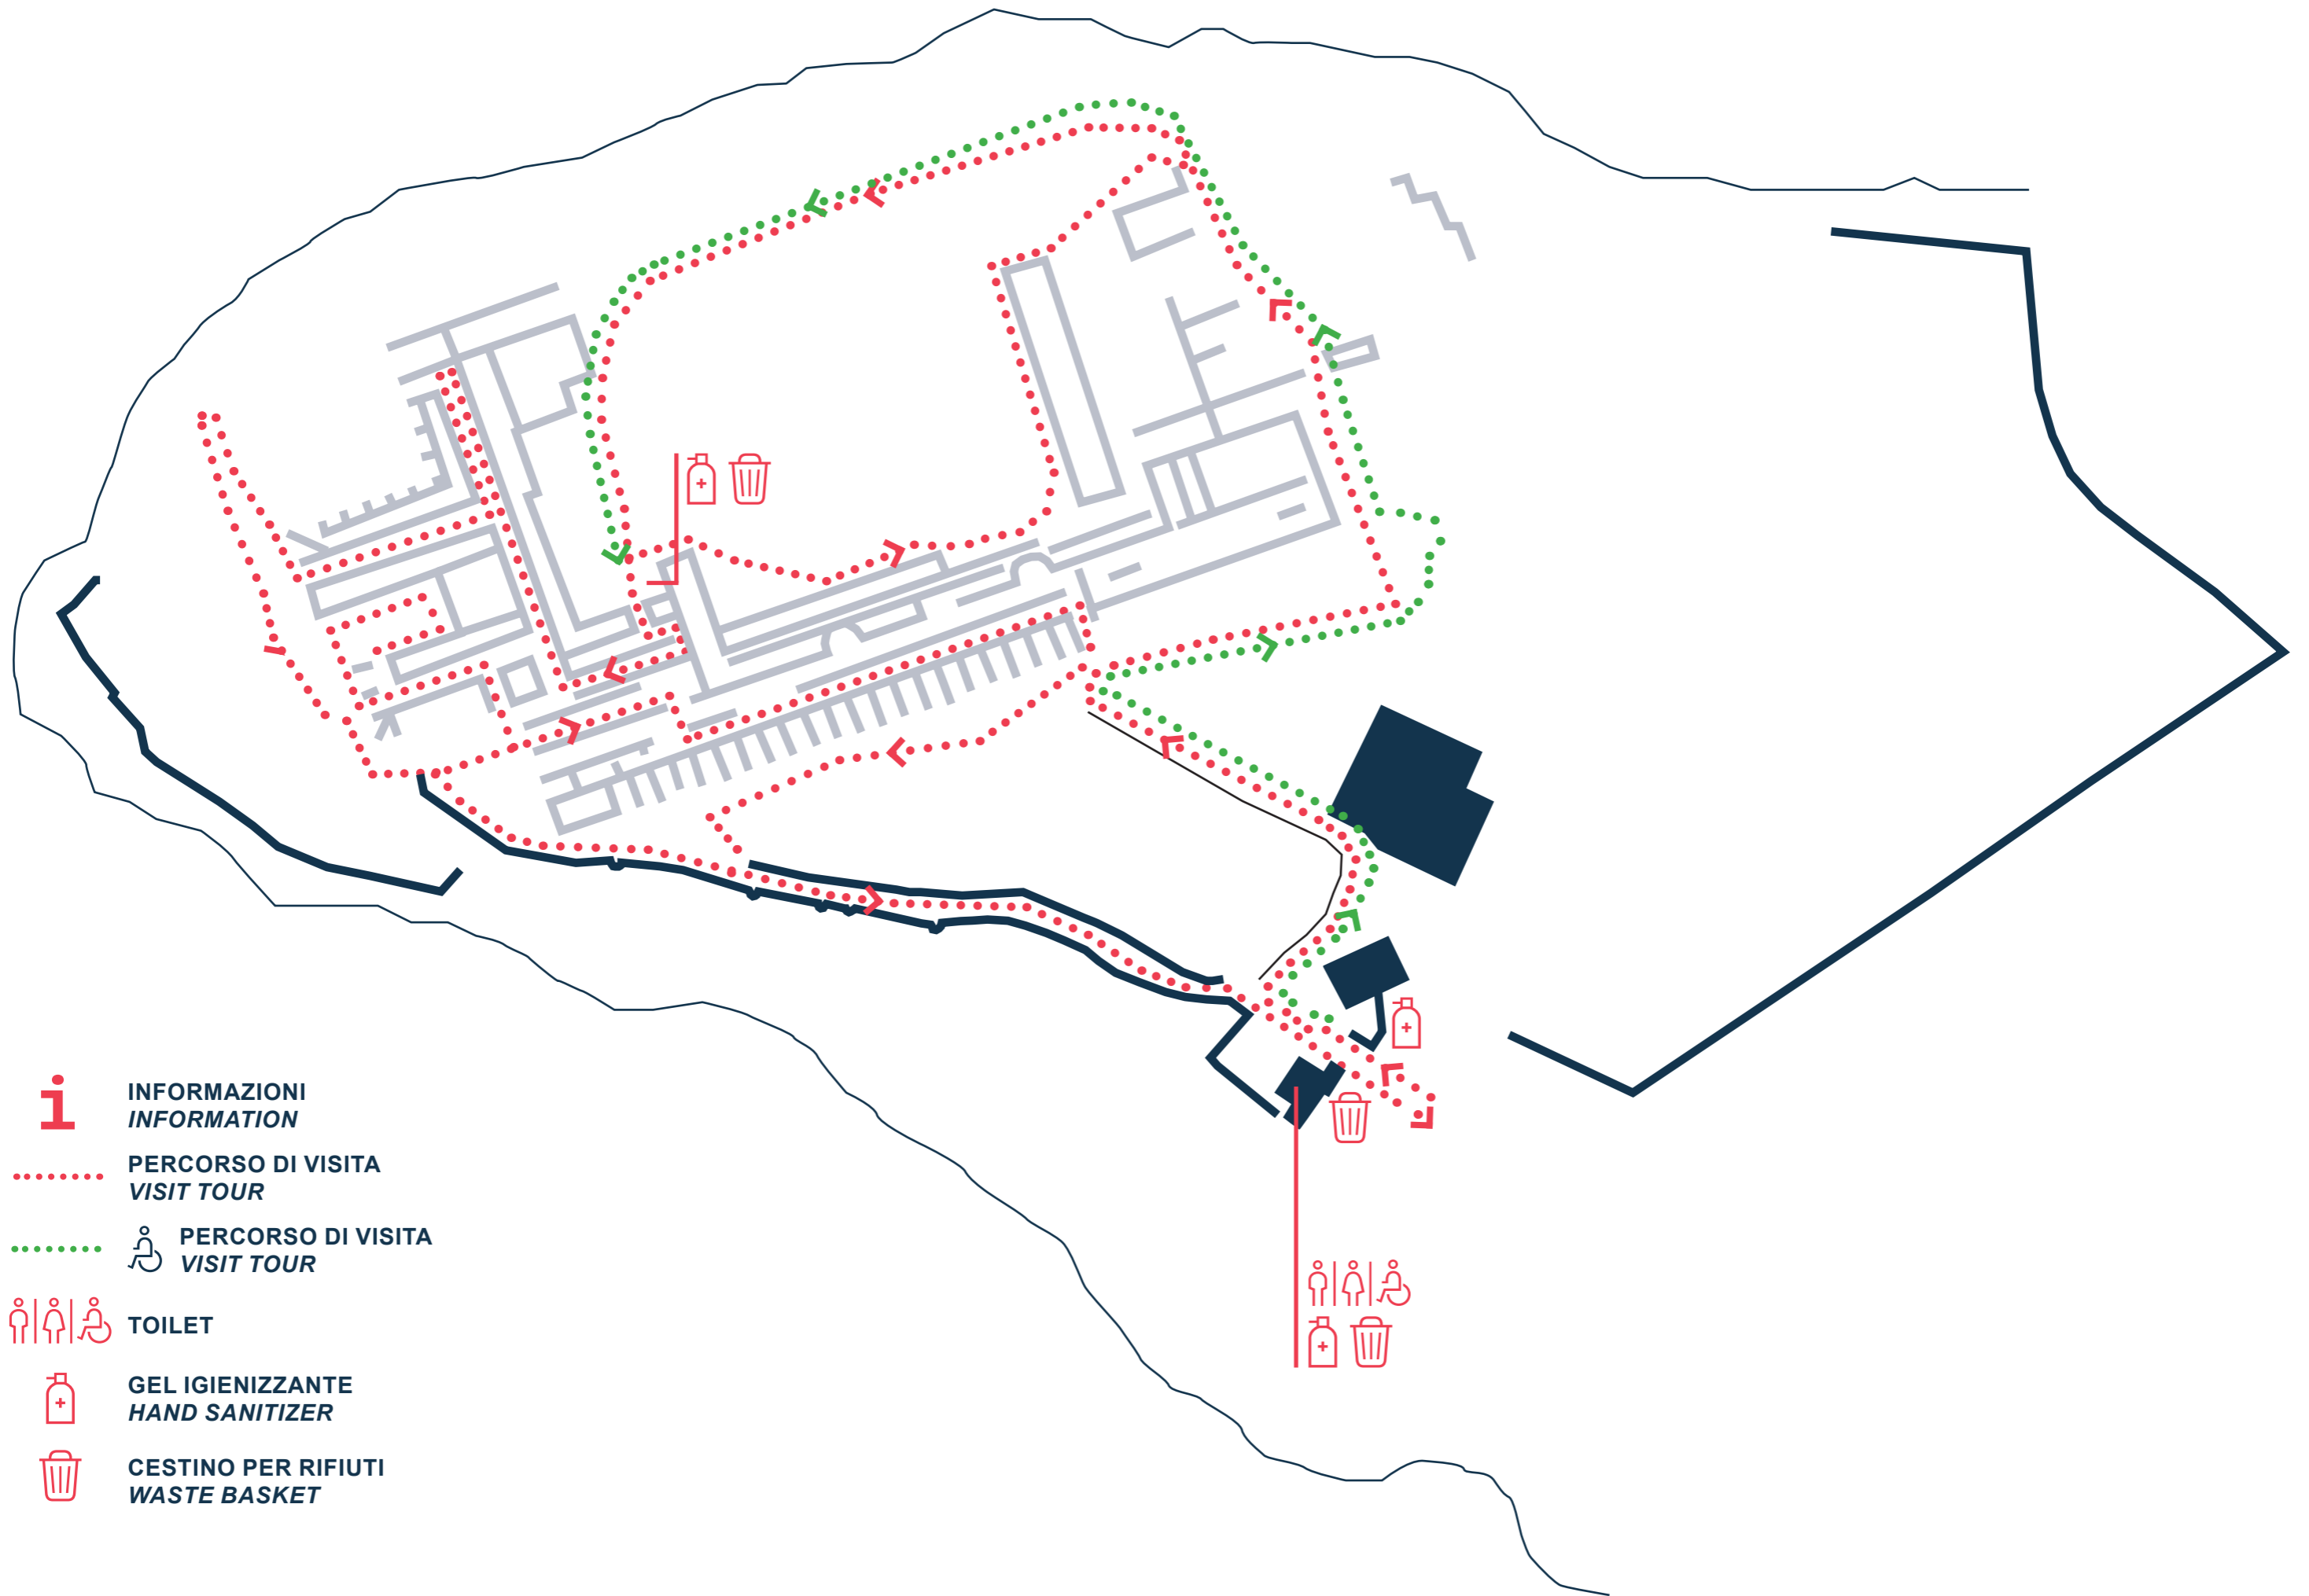 INFORMAZIONI
INFORMATION
PERCORSO DI VISITA
VISIT TOUR
PERCORSO DI VISITA
VISIT TOUR
TOILET
GEL IGIENIZZANTE
HAND SANITIZER
CESTINO PER RIFIUTI
WASTE BASKET